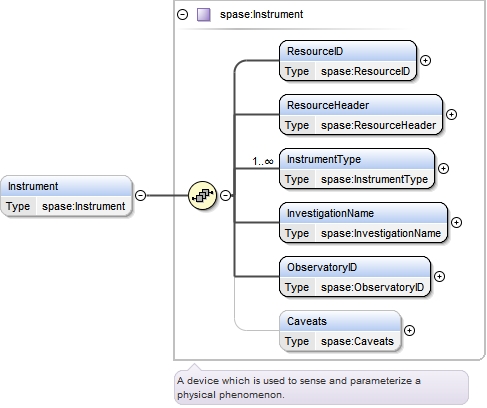 spase:Instrument
ResourceID
Type spase:ResourceID
ResourceHeader
Type spase:ResourceHeader
1..∞
InstrumentType
Type spase:InstrumentType
Instrument
Type spase:Instrument
InvestigationName
Type spase:InvestigationName
ObservatoryID
Type spase:ObservatoryID
Caveats
Type spase:Caveats
A device which is used to sense and parameterize a
physical phenomenon.